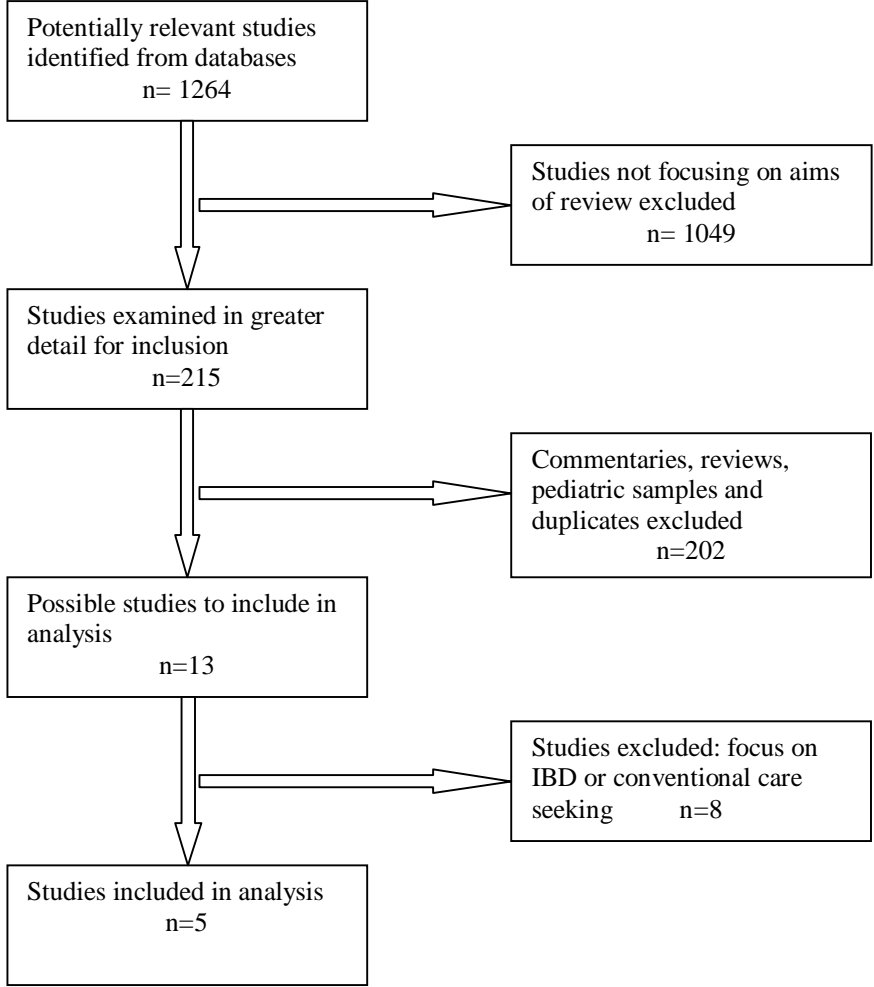 Potentially relevant studies
identified from databases
n= 1264
Studies not focusing on aims
of review excluded
n= 1049
Studies examined in greater
detail for inclusion
n=215
Commentaries, reviews,
pediatric samples and
duplicates excluded
n=202
Possible studies to include in
analysis
n=13
Studies excluded: focus on
IBD or conventional care
seeking n=8
Studies included in analysis
n=5